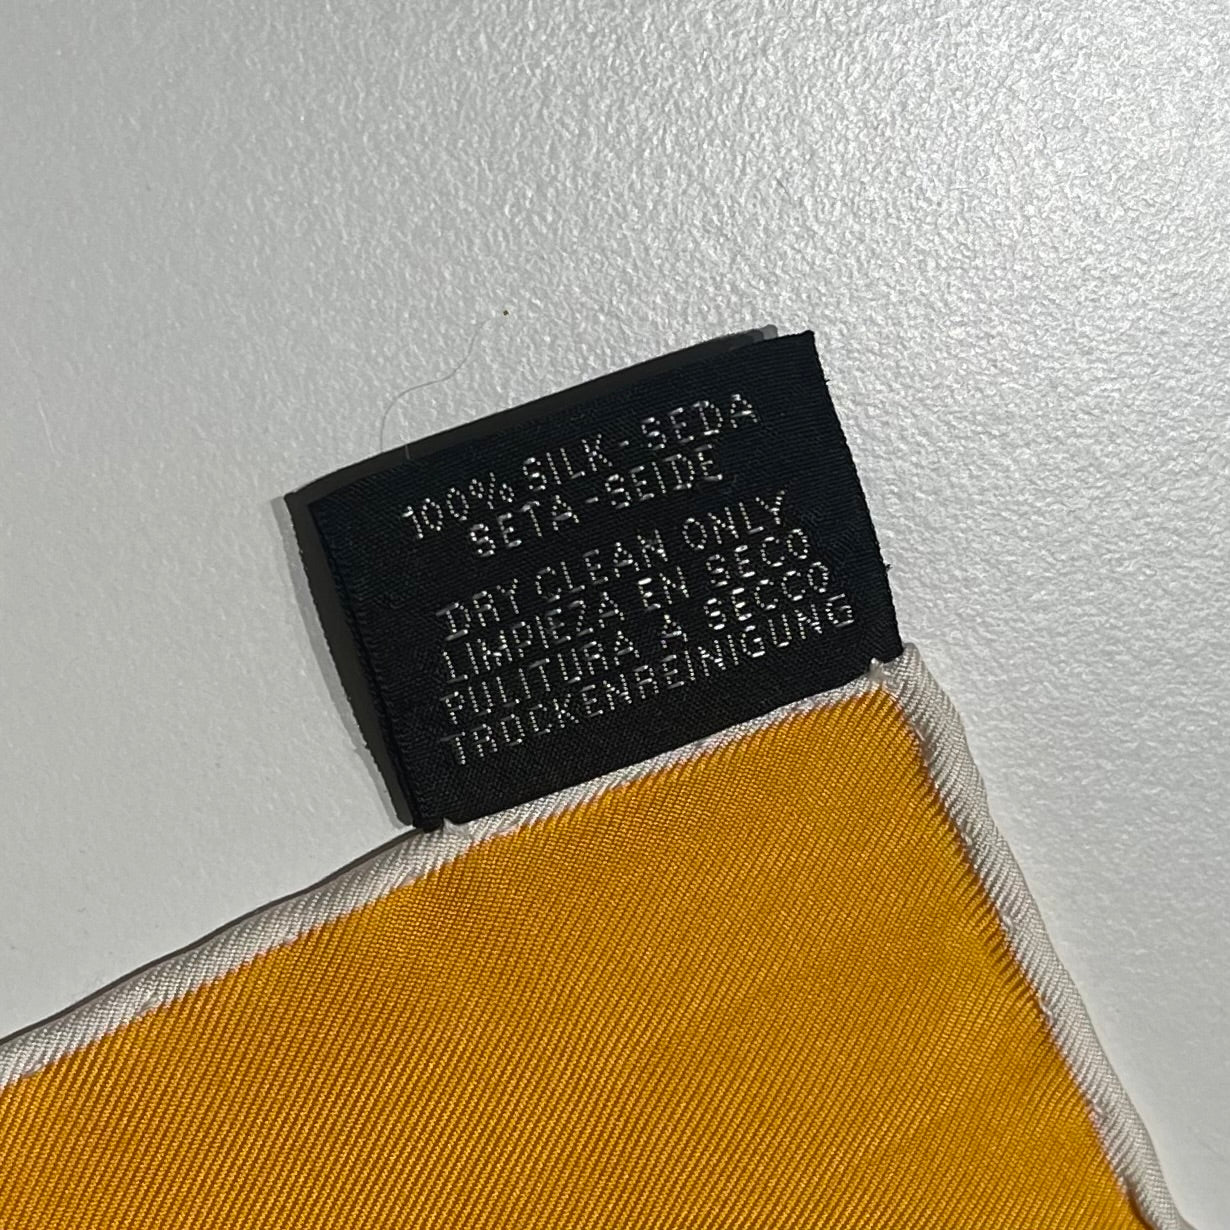 100% SILK - SEDA
SETA - SEIDE
DRY CLEAN ONLY
LIMPIEZA EN SECO
PULITURA A SECCO
TROCKENREINIGUNG